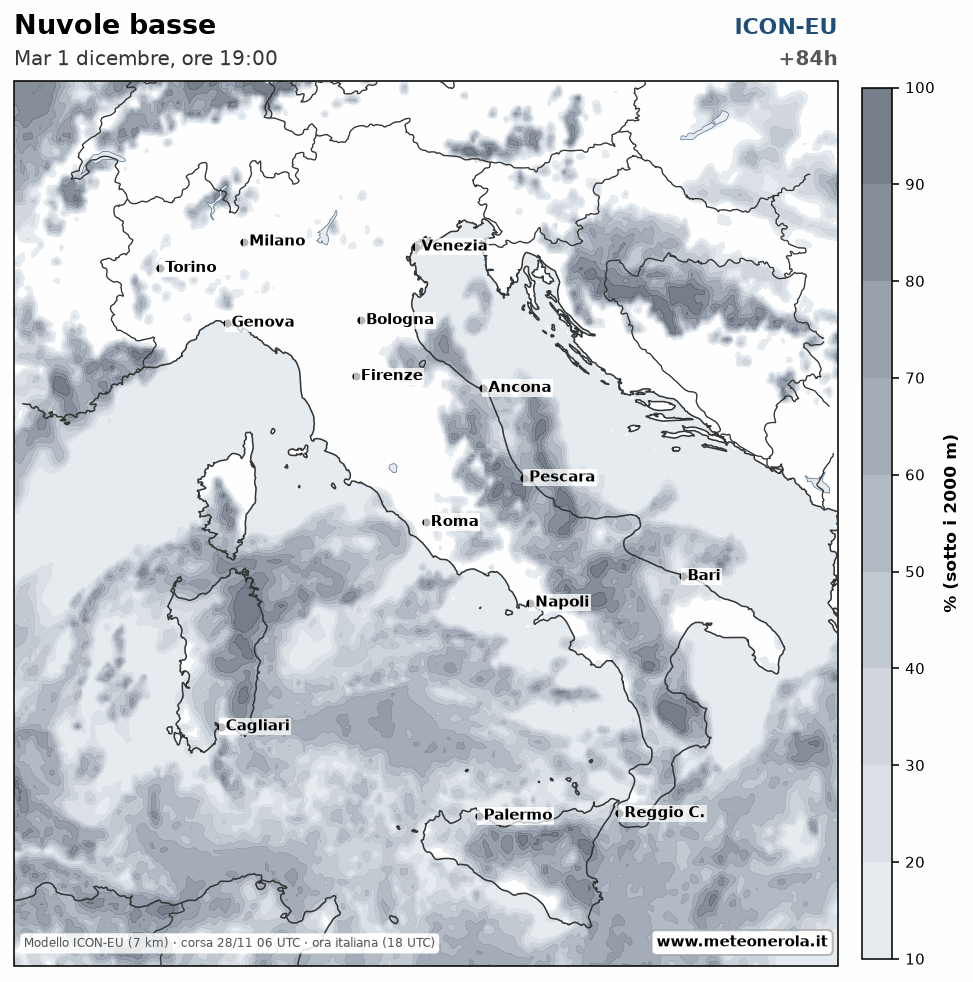 Nuvole basse
ICON-EU
Mar 1 dicembre, ore 19:00
+84h
Milano
Venezia
Torino
Genova
Bologna
Firenze
Ancona
Pescara
Roma
Bari
Napoli
Cagliari
Palermo
Reggio C.
Modello ICON-EU (7 km) · corsa 28/11 06 UTC · ora italiana (18 UTC)
www.meteonerola.it
100
90
80
70
60
50
40
30
20
10
% (sotto i 2000 m)